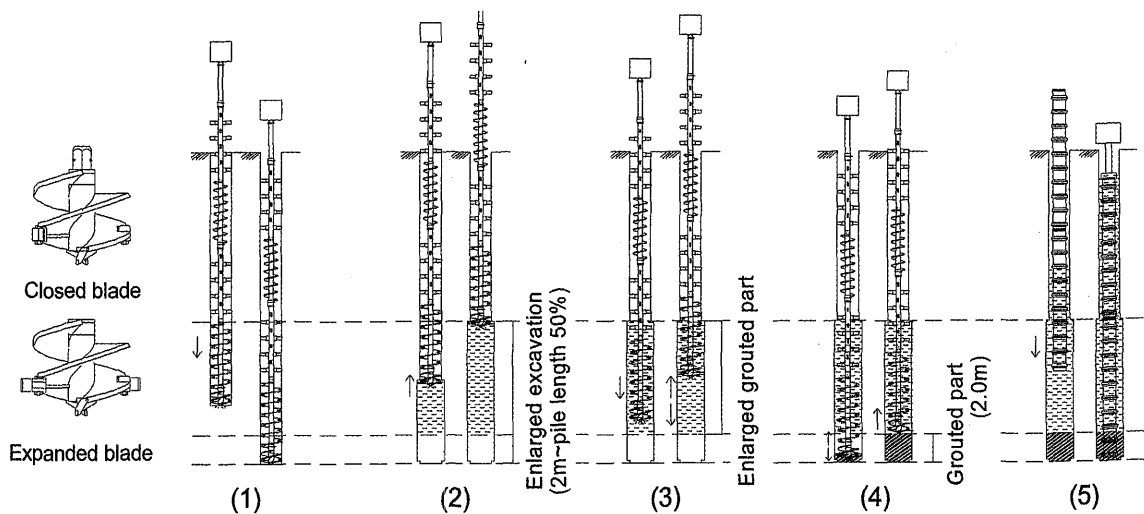 Closed blade
Expanded blade
Enlarged excavation
(2m~pile length 50%)
Enlarged grouted part
Grouted part
(2.0m)
(1)
(2)
(3)
(4)
(5)